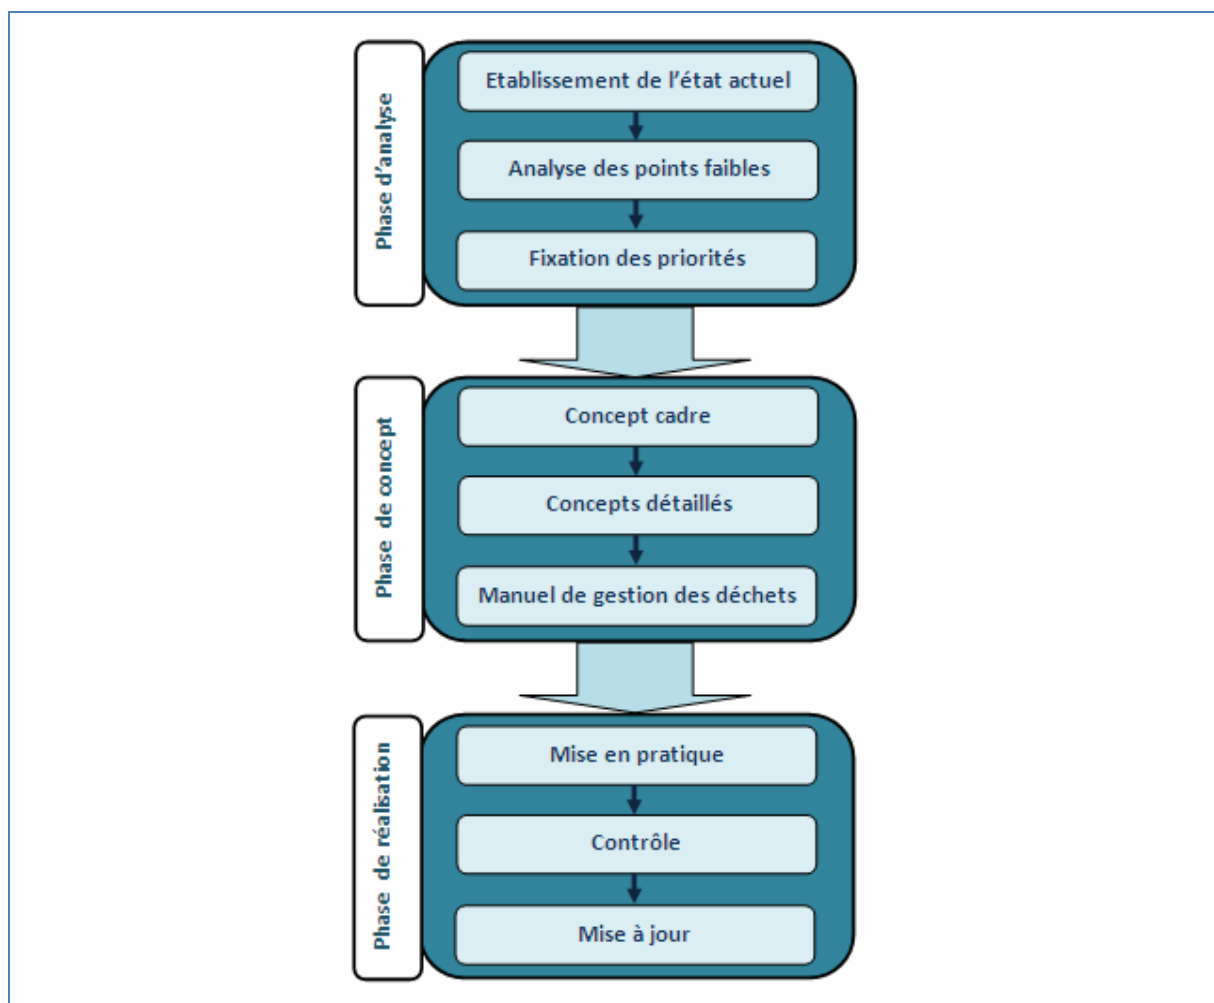 Phase d'analyse
Etablissement de l'état actuel
Analyse des points faibles
Fixation des priorités
Phase de concept
Concept cadre
Concepts détaillés
Manuel de gestion des déchets
Phase de réalisation
Mise en pratique
Contrôle
Mise à jour